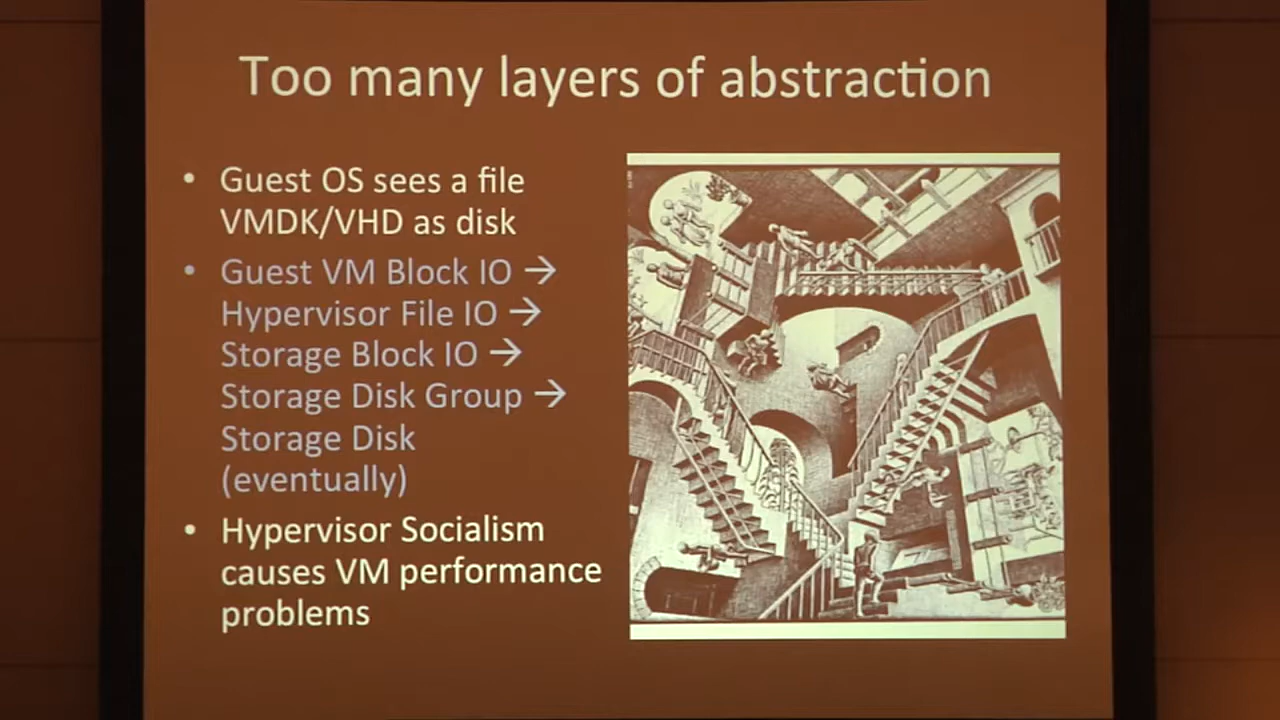 Too many layers of abstraction
• Guest OS sees a file
VMDK/VHD as disk
• Guest VM Block IO →
Hypervisor File IO →
Storage Block IO →
Storage Disk Group →
Storage Disk
(eventually)
• Hypervisor Socialism
causes VM performance
problems